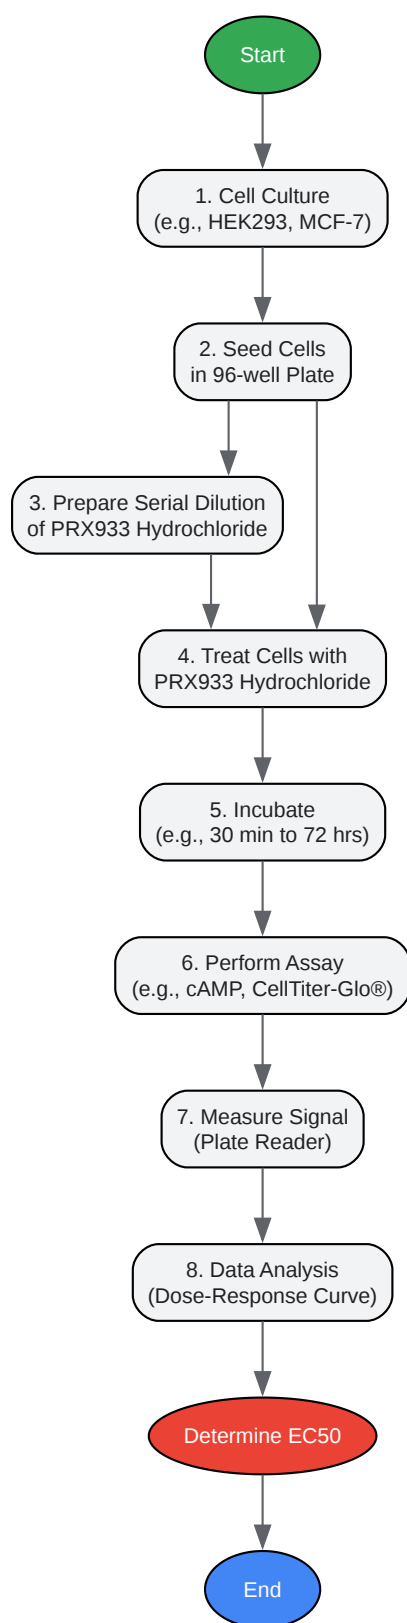 Start
1. Cell Culture
(e.g., HEK293, MCF-7)
2. Seed Cells
in 96-well Plate
3. Prepare Serial Dilution
of PRX933 Hydrochloride
4. Treat Cells with
PRX933 Hydrochloride
5. Incubate
(e.g., 30 min to 72 hrs)
6. Perform Assay
(e.g., cAMP, CellTiter-Glo®)
7. Measure Signal
(Plate Reader)
8. Data Analysis
(Dose-Response Curve)
Determine EC50
End